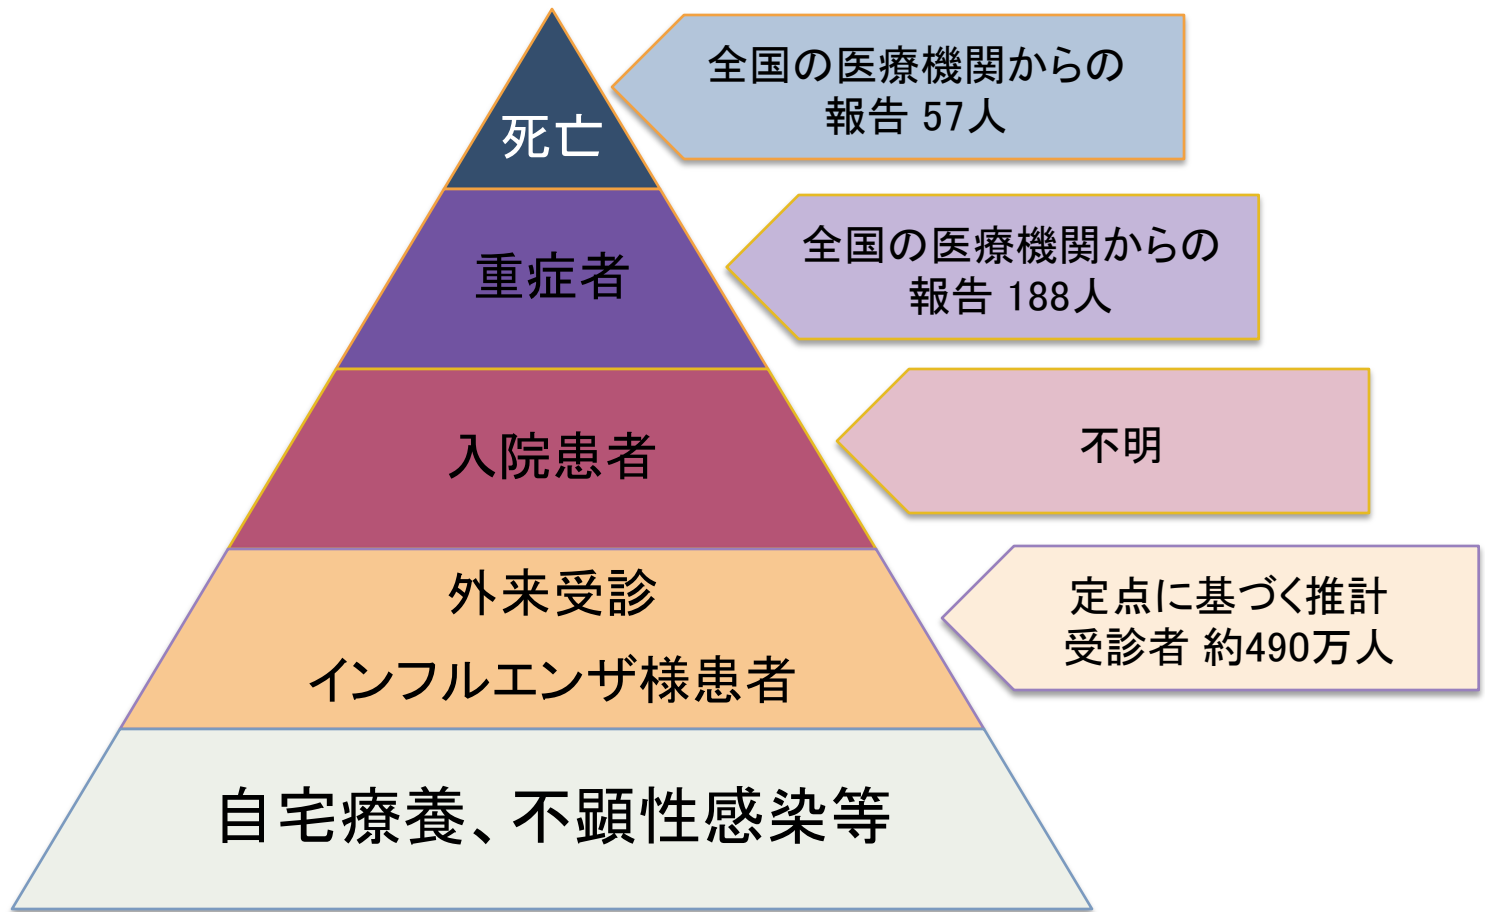 死亡
全国の医療機関からの
報告 57人
重症者
全国の医療機関からの
報告 188人
入院患者
不明
外来受診
インフルエンザ様患者
定点に基づく推計
受診者 約490万人
自宅療養、不顕性感染等